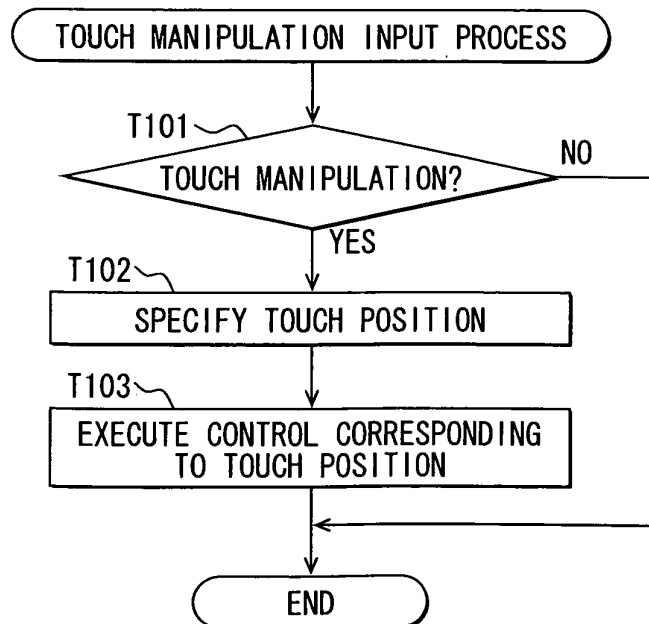 TOUCH MANIPULATION INPUT PROCESS
T101
TOUCH MANIPULATION?
NO
YES
T102
SPECIFY TOUCH POSITION
T103
EXECUTE CONTROL CORRESPONDING
TO TOUCH POSITION
END